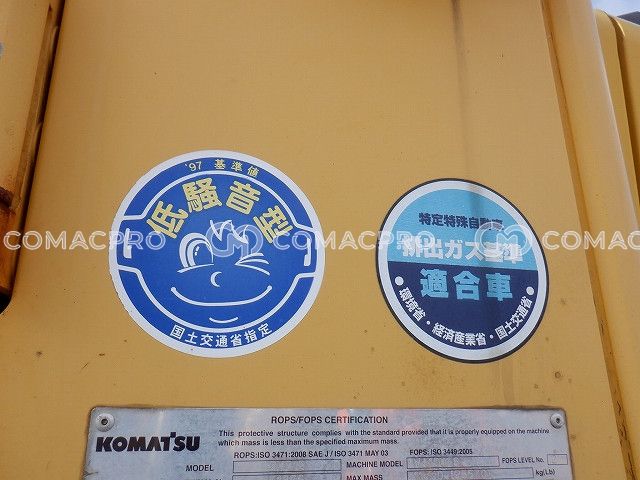 '97 基準値
低騒音型
国土交通省指定
特定特殊自動車
排出ガス基準
適合車
・環境省・経済産業省・国土交通省・
COMACPRO COMACPRO COMACPRO
ROPS/FOPS CERTIFICATION
KOMATSU
This protective structure complies with the standard provided that it is properly equipped on the machine
which mass is less than the specified maximum mass.
ROPS:ISO 3471:2008 SAE J / ISO 3471 MAY 03
FOPS: ISO 3449:2005
MODEL
MACHINE MODEL
FOPS LEVEL No.
MAX MASS
kg(Lb)